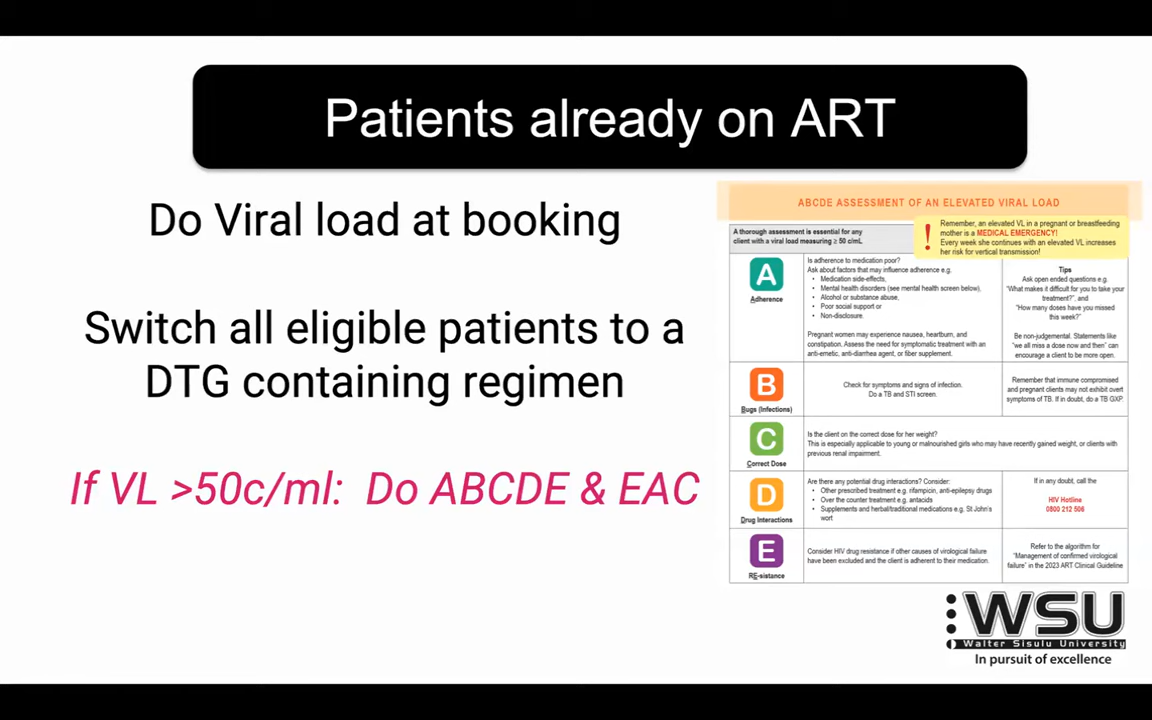 Patients already on ART
Do Viral load at booking
Switch all eligible patients to a
DTG containing regimen
If VL >50c/ml: Do ABCDE & EAC
ABCDE ASSESSMENT OF AN ELEVATED VIRAL LOAD
A thorough assessment is essential for any
client with a viral load measuring ≥ 50 c/mL
!
Remember, an elevated VL in a pregnant or breastfeeding
mother is a MEDICAL EMERGENCY!
Every week she continues with an elevated VL increases
her risk for vertical transmission!
A
Adherence
Is adherence to medication poor?
Ask about factors that may influence adherence e.g.
• Medication side-effects,
• Mental health disorders (see mental health screen below),
• Alcohol or substance abuse,
• Poor social support or
• Non-disclosure.
Pregnant women may experience nausea, heartburn, and
constipation. Assess the need for symptomatic treatment with
an anti-emetic, anti-diarrhea agent, or fiber supplement.
Tips
Ask open ended questions e.g.
"What makes it difficult for you to take your
treatment?", and
"How many doses have you missed
this week?"
Be non-judgemental. Statements like
"we all miss a dose now and then" can
encourage a client to be more open.
B
Bugs (Infections)
Check for symptoms and signs of infection.
Do a TB and STI screen.
Remember that immune compromised
and pregnant clients may not exhibit overt
symptoms of TB. If in doubt, do a TB GXP.
C
Correct Dose
Is the client on the correct dose for her weight?
This is especially applicable to young or malnourished girls who may have recently gained weight, or clients with
previous renal impairment.
D
Drug Interactions
Are there any potential drug interactions? Consider:
• Other prescribed treatment e.g. rifampicin, anti-epilepsy drugs
• Over the counter treatment e.g. antacids
• Supplements and herbal/traditional medications e.g. St John's
wort
If in any doubt, call the
HIV Hotline
0800 212 506
E
RE-sistance
Consider HIV drug resistance if other causes of virological failure
have been excluded and the client is adherent to their medication.
Refer to the algorithm for
"Management of confirmed virological
failure" in the 2023 ART Clinical Guideline
WSU
Walter Sisulu University
In pursuit of excellence